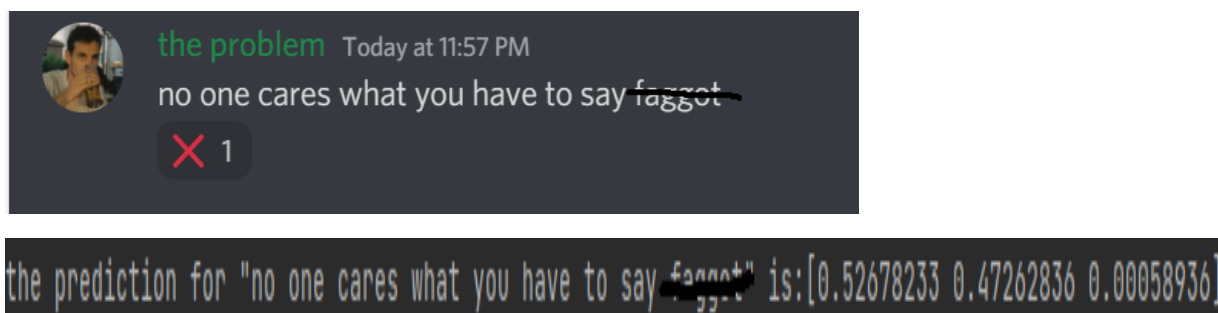 the problem Today at 11:57 PM
no one cares what you have to say faggot
1
the prediction for "no one cares what you have to say faggot" is:[0.52678233 0.47262836 0.00058936]